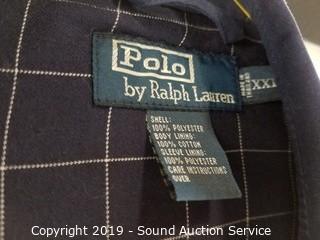 Polo
by Ralph Lauren
XXL
SHELL:
100% POLYESTER
BODY LINING:
100% COTTON
SLEEVE LINING:
100% POLYESTER
CARE INSTRUCTIONS
OVER
Copyright 2019 - Sound Auction Service